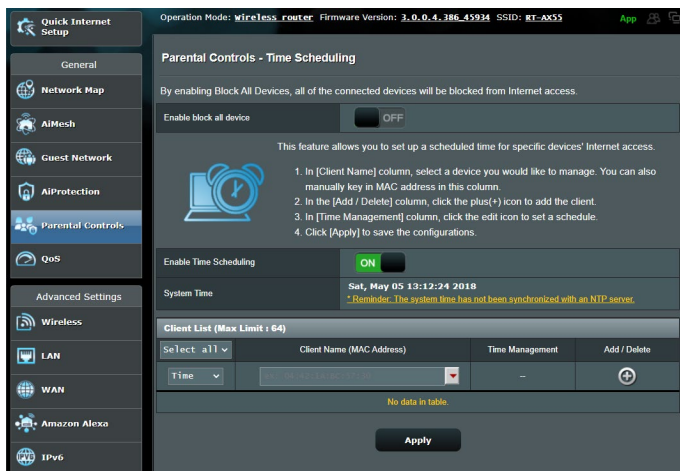 Quick Internet
Setup
Operation Mode: Wireless router Firmware Version: 3.0.0.4.386_45934 SSID: RT-AX55 App
General
Network Map
AiMesh
Guest Network
AiProtection
Parental Controls
QoS
Advanced Settings
Wireless
LAN
WAN
Amazon Alexa
IPv6
Parental Controls - Time Scheduling
By enabling Block All Devices, all of the connected devices will be blocked from Internet access.
Enable block all device OFF
This feature allows you to set up a scheduled time for specific devices' Internet access.
1. In [Client Name] column, select a device you would like to manage. You can also
manually key in MAC address in this column.
2. In the [Add / Delete] column, click the plus(+) icon to add the client.
3. In [Time Management] column, click the edit icon to set a schedule.
4. Click [Apply] to save the configurations.
Enable Time Scheduling ON
System Time Sat, May 05 13:12:24 2018
* Reminder: The system time has not been synchronized with an NTP server.
Client List (Max Limit : 64)
Select all Client Name (MAC Address) Time Management Add / Delete
Time –
No data in table.
Apply